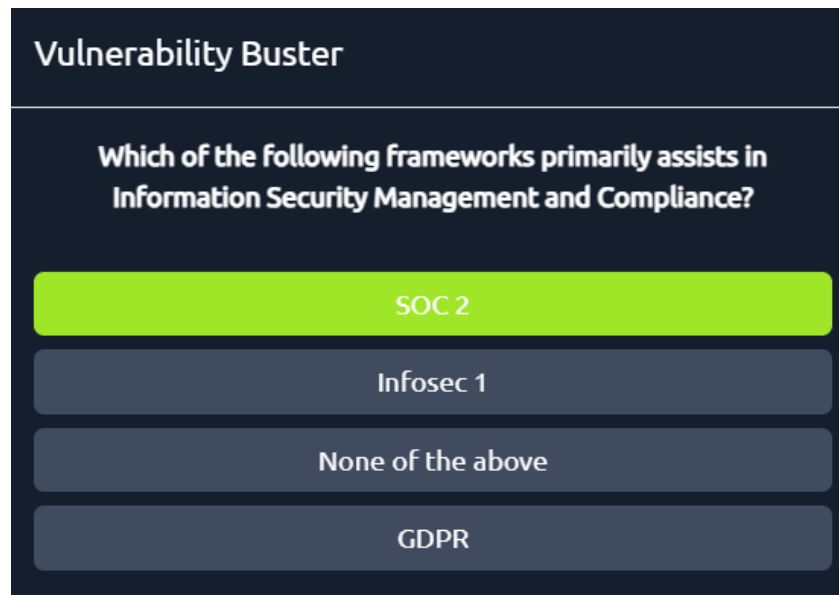 Vulnerability Buster
Which of the following frameworks primarily assists in
Information Security Management and Compliance?
SOC 2
Infosec 1
None of the above
GDPR